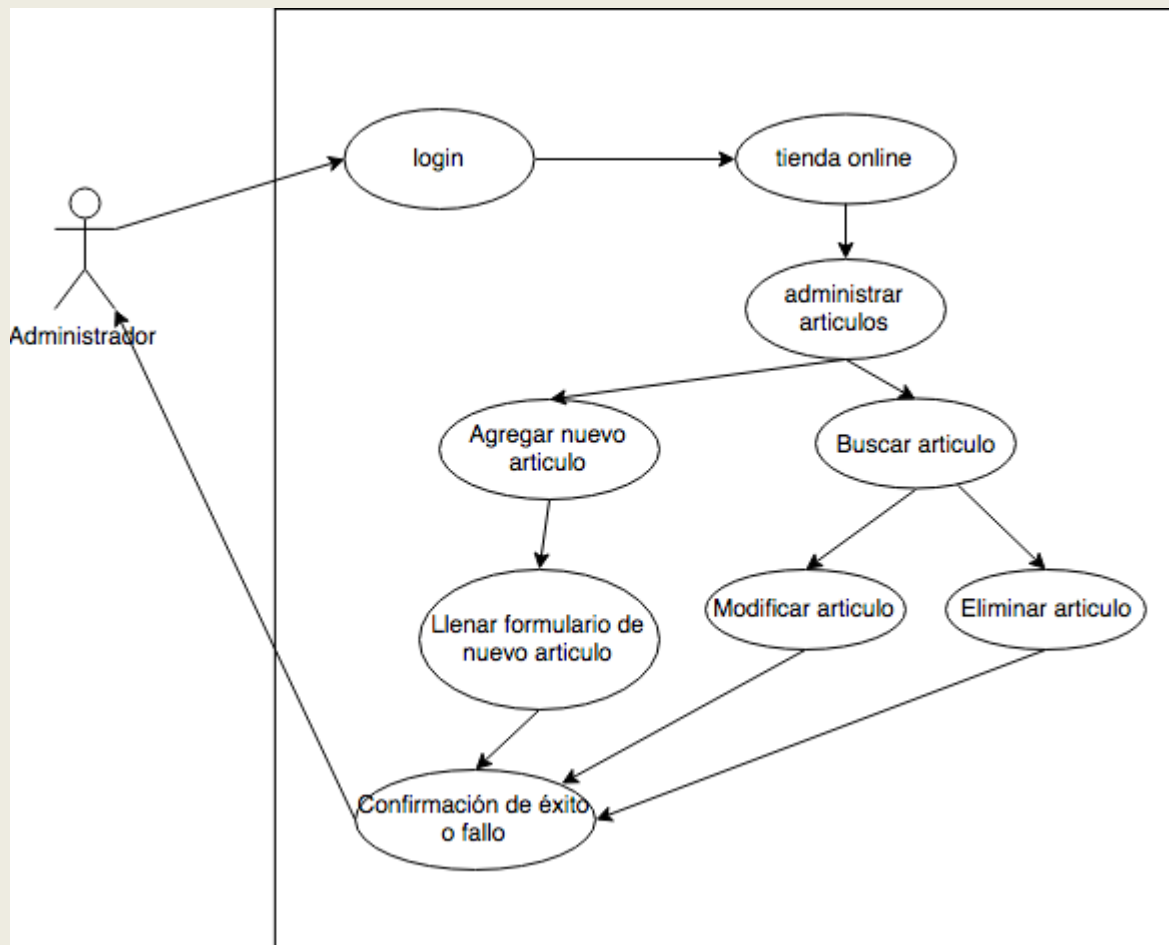 login
tienda online
Administrador
administrar
articulos
Agregar nuevo
articulo
Buscar articulo
Llenar formulario de
nuevo articulo
Modificar articulo
Eliminar articulo
Confirmación de éxito
o fallo